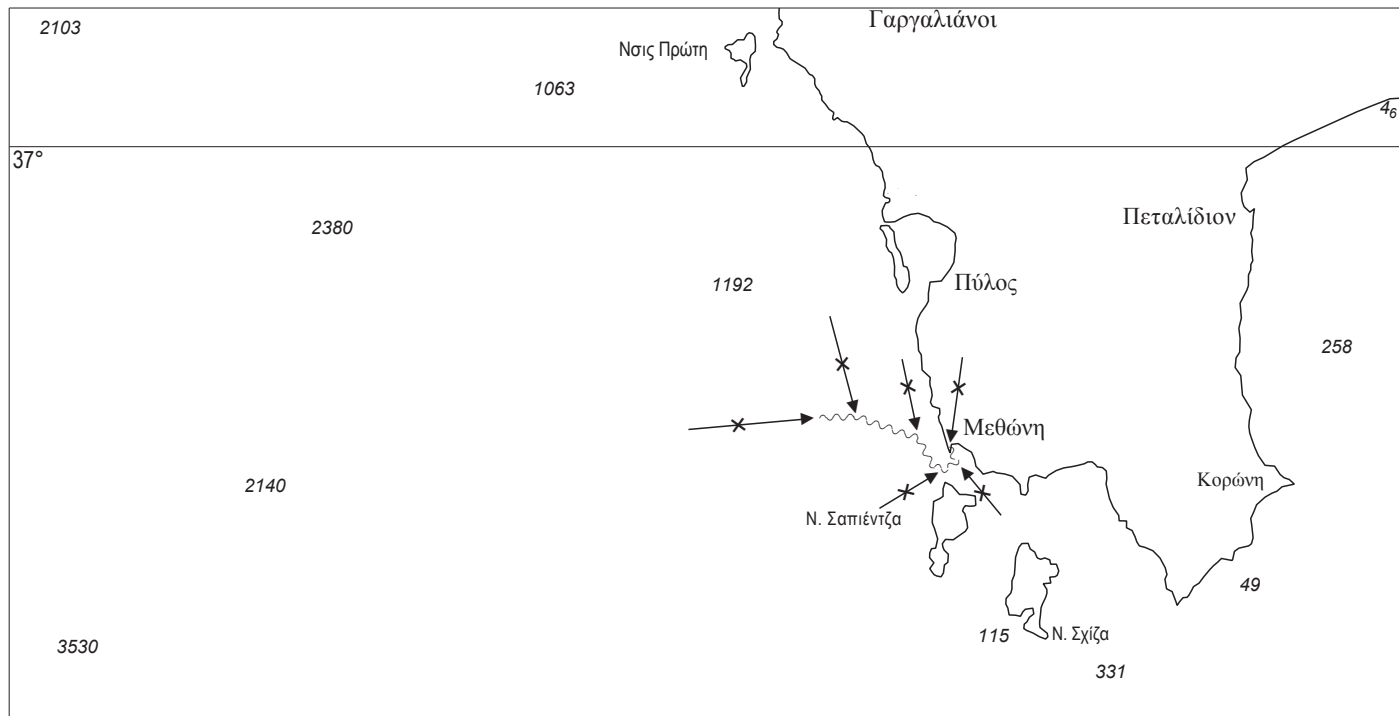 2103
Γαργαλιάνοι
Νσις Πρώτη
1063
4₆
37°
2380
Πεταλίδιον
1192
Πύλος
258
Μεθώνη
2140
Κορώνη
Ν. Σαπιέντζα
49
115
Ν. Σχίζα
3530
331